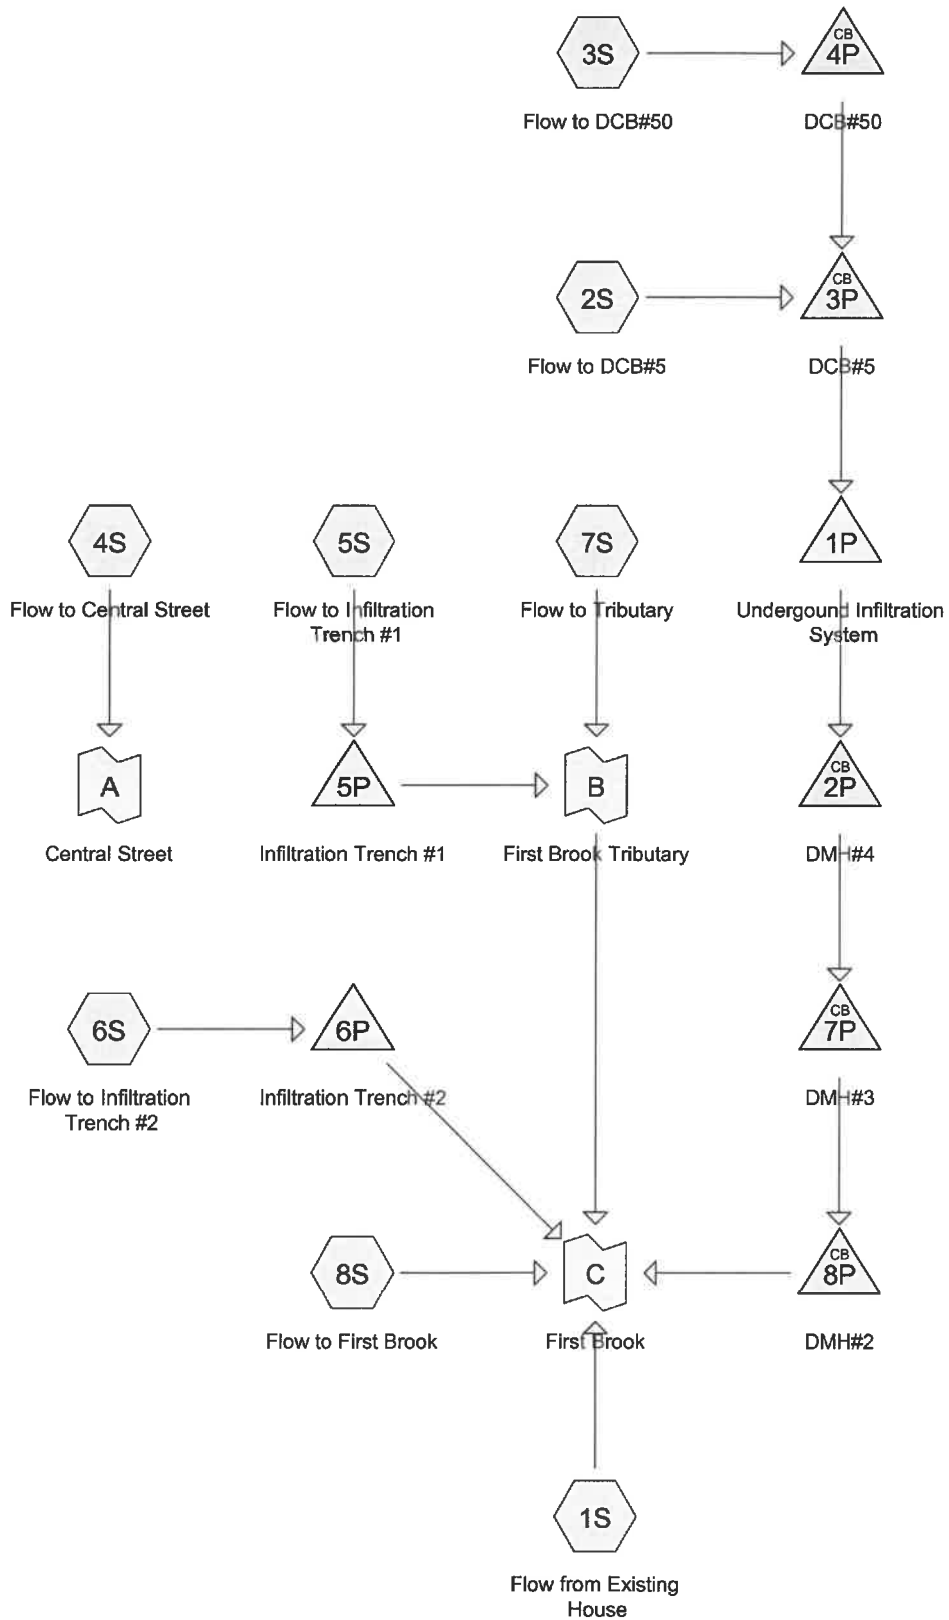 3S
CB
4P
Flow to DCB#50
DCB#50
2S
CB
3P
Flow to DCB#5
DCB#5
4S
5S
7S
1P
Flow to Central Street
Flow to Infiltration
Trench #1
Flow to Tributary
Undergound Infiltration
System
A
5P
B
CB
2P
Central Street
Infiltration Trench #1
First Brook Tributary
DMH#4
6S
6P
CB
7P
Flow to Infiltration
Trench #2
Infiltration Trench #2
DMH#3
8S
C
CB
8P
Flow to First Brook
First Brook
DMH#2
1S
Flow from Existing
House